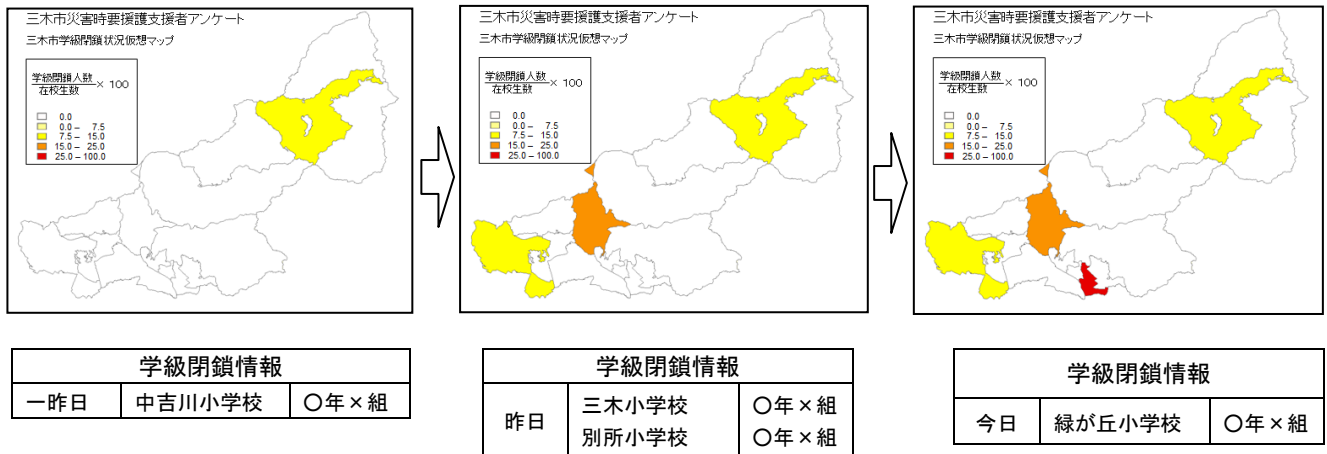 三木市災害時要援護支援者アンケート
三木市学級閉鎖状況仮想マップ
学級閉鎖人数
在校生数
× 100
0.0
0.0 – 7.5
7.5 – 15.0
15.0 – 25.0
25.0 – 100.0
三木市災害時要援護支援者アンケート
三木市学級閉鎖状況仮想マップ
学級閉鎖人数
在校生数
× 100
0.0
0.0 – 7.5
7.5 – 15.0
15.0 – 25.0
25.0 – 100.0
三木市災害時要援護支援者アンケート
三木市学級閉鎖状況仮想マップ
学級閉鎖人数
在校生数
× 100
0.0
0.0 – 7.5
7.5 – 15.0
15.0 – 25.0
25.0 – 100.0
学級閉鎖情報
一昨日 中吉川小学校 〇年×組
学級閉鎖情報
昨日
三木小学校 〇年×組
別所小学校 〇年×組
学級閉鎖情報
今日 緑が丘小学校 〇年×組